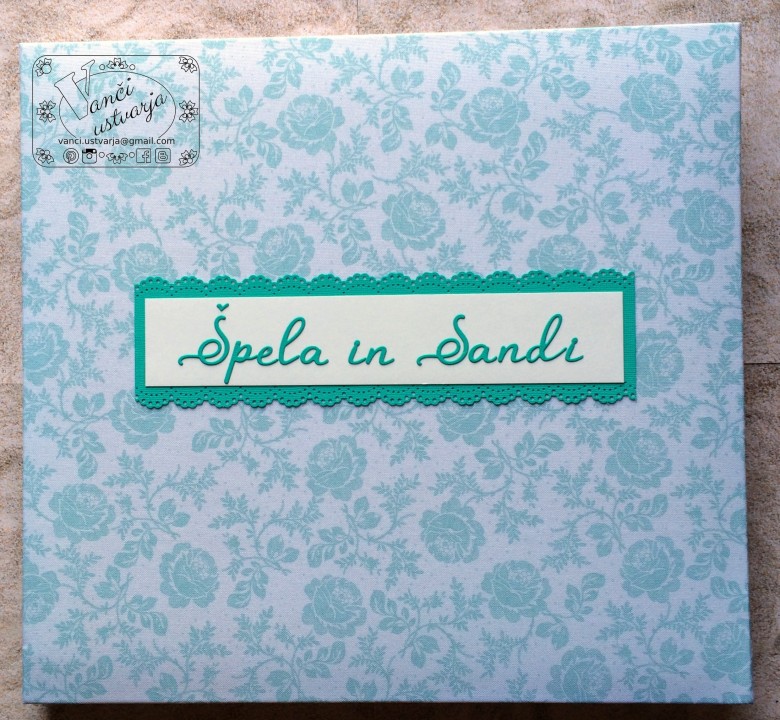 Vanči
ustvarja
vanci.ustvarja@gmail.com
Špela in Sandi